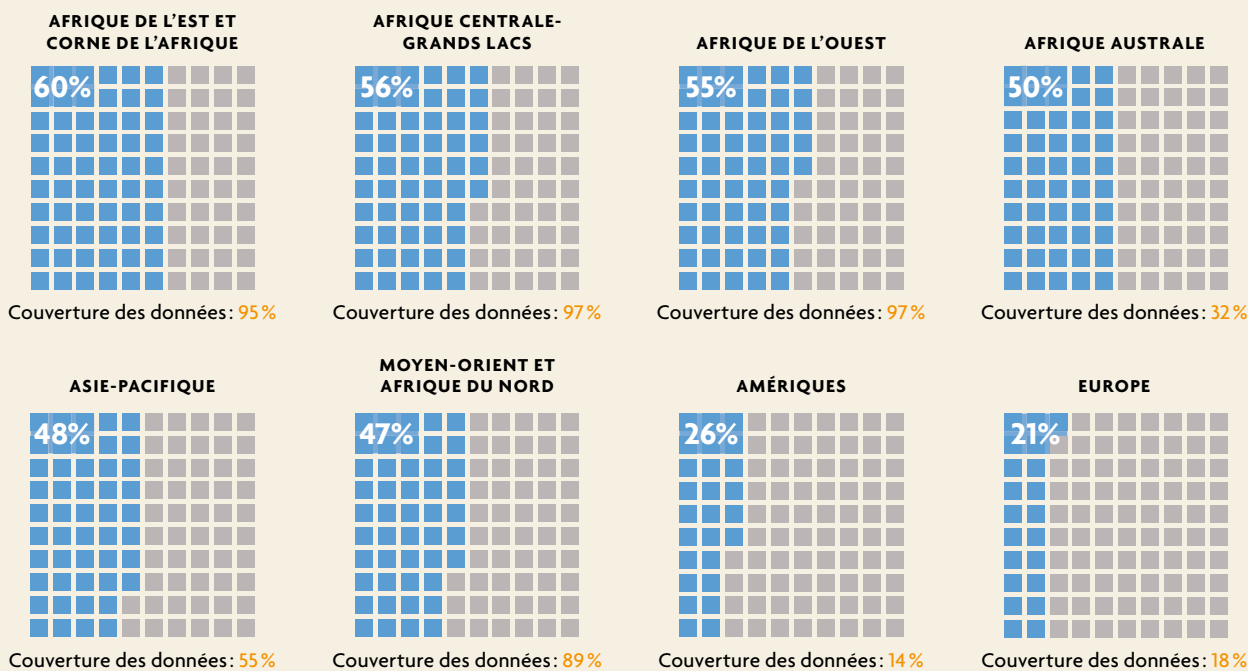 AFRIQUE DE L’EST ET
CORNE DE L’AFRIQUE
60%
Couverture des données : 95 %
AFRIQUE CENTRALE-
GRANDS LACS
56%
Couverture des données : 97 %
AFRIQUE DE L’OUEST
55%
Couverture des données : 97 %
AFRIQUE AUSTRALE
50%
Couverture des données : 32 %
ASIE-PACIFIQUE
48%
Couverture des données : 55 %
MOYEN-ORIENT ET
AFRIQUE DU NORD
47%
Couverture des données : 89 %
AMÉRIQUES
26%
Couverture des données : 14 %
EUROPE
21%
Couverture des données : 18 %